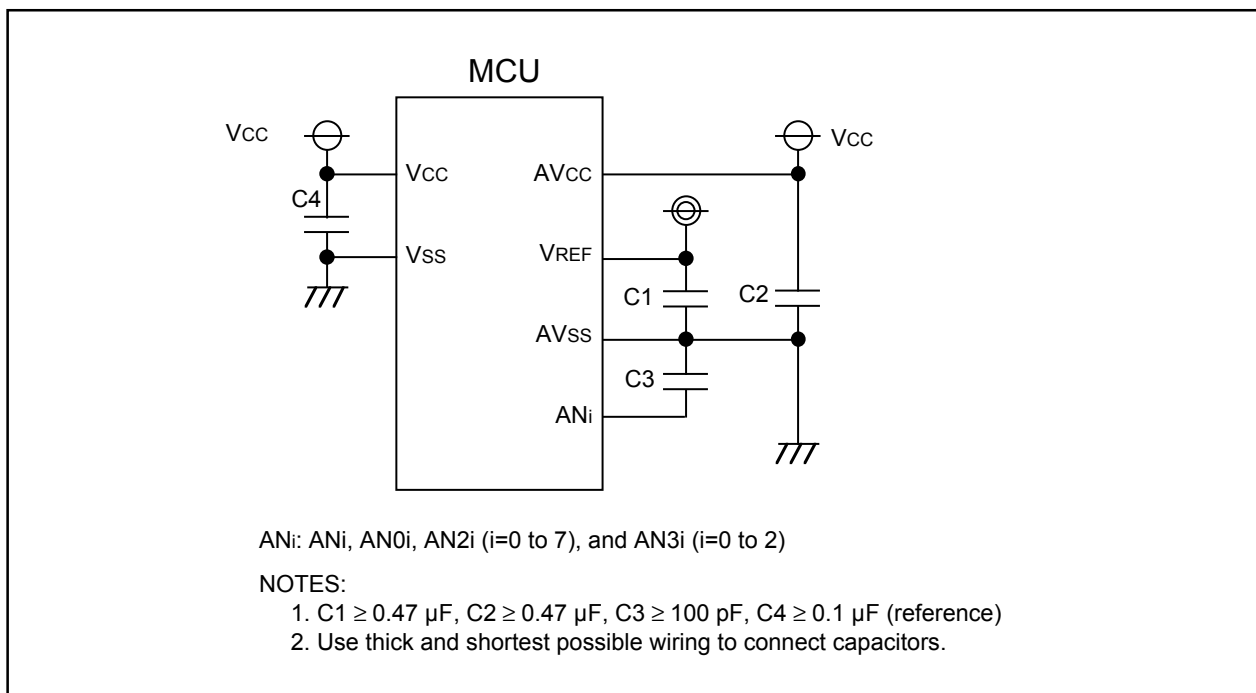 MCU
VCC
VCC
VCC
AVCC
C4
VSS
VREF
C1
C2
AVSS
C3
ANi
ANi: ANi, AN0i, AN2i (i=0 to 7), and AN3i (i=0 to 2)
NOTES:
1. C1 ≥ 0.47 µF, C2 ≥ 0.47 µF, C3 ≥ 100 pF, C4 ≥ 0.1 µF (reference)
2. Use thick and shortest possible wiring to connect capacitors.